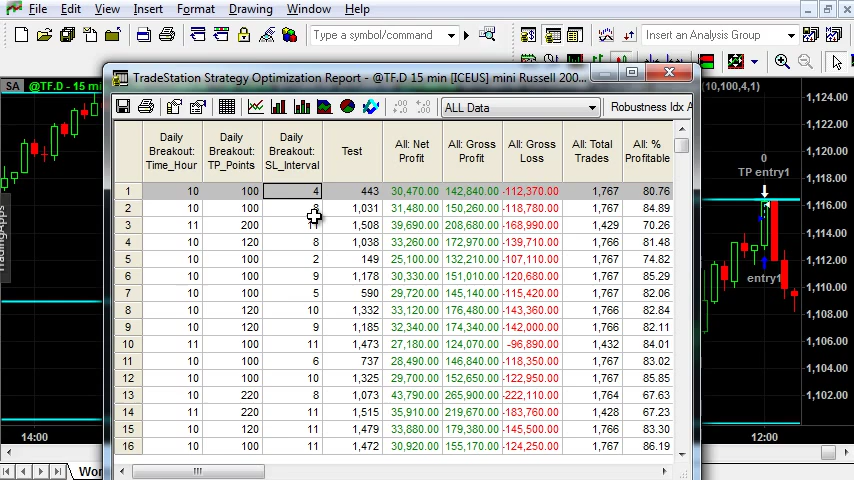 File Edit View Insert Format Drawing Window Help
Type a symbol/command
Insert an Analysis Group
SA @TF.D - 15 min
TradeStation Strategy Optimization Report - @TF.D 15 min [ICEUS] mini Russell 200...
(10,100,4,1)
ALL Data
Robustness Idx A
Daily Breakout: Time_Hour Daily Breakout: TP_Points Daily Breakout: SL_Interval Test All: Net Profit All: Gross Profit All: Gross Loss All: Total Trades All: % Profitable
1 10 100 4 443 30,470.00 142,840.00 -112,370.00 1,767 80.76
2 10 100 1,031 31,480.00 150,260.00 -118,780.00 1,767 84.89
3 11 200 11 1,508 39,690.00 208,680.00 -168,990.00 1,429 70.26
4 10 120 8 1,038 33,260.00 172,970.00 -139,710.00 1,766 81.48
5 10 100 2 149 25,100.00 132,210.00 -107,110.00 1,767 74.82
6 10 100 9 1,178 30,330.00 151,010.00 -120,680.00 1,767 85.29
7 10 100 5 590 29,720.00 145,140.00 -115,420.00 1,767 82.06
8 10 120 10 1,332 33,120.00 176,480.00 -143,360.00 1,766 82.84
9 10 120 9 1,185 32,340.00 174,340.00 -142,000.00 1,766 82.11
10 11 100 11 1,473 27,180.00 124,070.00 -96,890.00 1,432 84.01
11 10 100 6 737 28,490.00 146,840.00 -118,350.00 1,767 83.02
12 10 100 10 1,325 29,700.00 152,650.00 -122,950.00 1,767 85.85
13 10 220 8 1,073 43,790.00 265,900.00 -222,110.00 1,764 67.63
14 11 220 11 1,515 35,910.00 219,670.00 -183,760.00 1,428 67.23
15 10 120 11 1,479 33,880.00 179,380.00 -145,500.00 1,766 83.30
16 10 100 11 1,472 30,920.00 155,170.00 -124,250.00 1,767 86.19
0
TP entry1
entry1
1,124.00
1,122.00
1,120.00
1,118.00
1,116.00
1,114.00
1,112.00
1,110.00
1,108.00
1,106.00
1,104.00
1,102.00
14:00
12:00